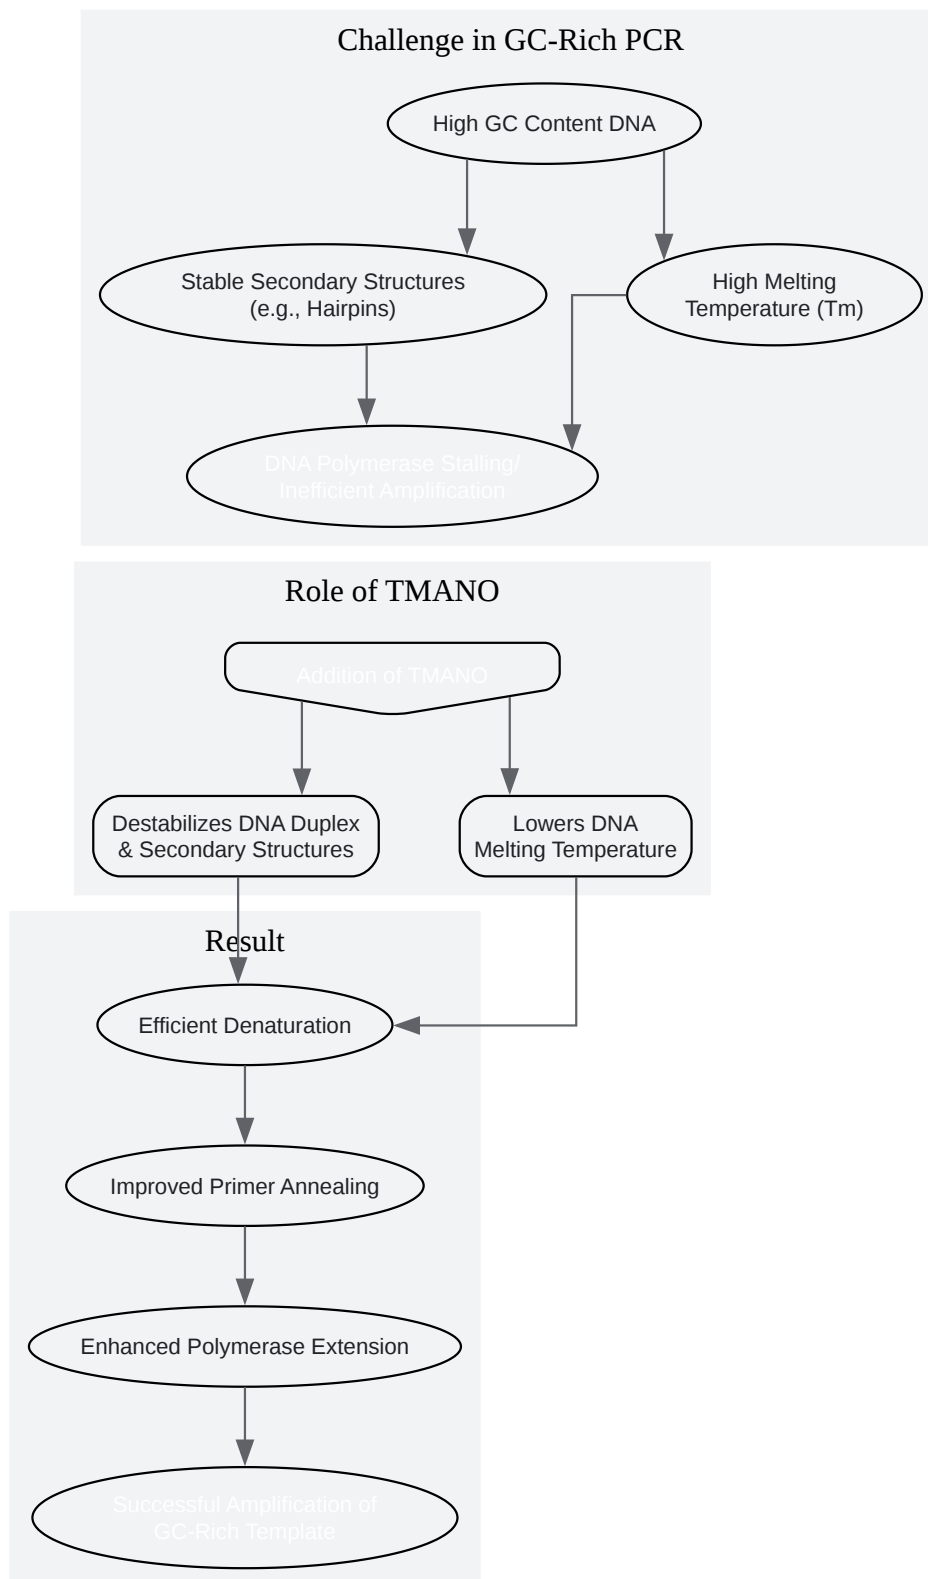 Challenge in GC-Rich PCR
High GC Content DNA
Stable Secondary Structures
(e.g., Hairpins)
High Melting
Temperature (Tm)
DNA Polymerase Stalling/
Inefficient Amplification
Role of TMANO
Addition of TMANO
Destabilizes DNA Duplex
& Secondary Structures
Lowers DNA
Melting Temperature
Result
Efficient Denaturation
Improved Primer Annealing
Enhanced Polymerase Extension
Successful Amplification of
GC-Rich Template